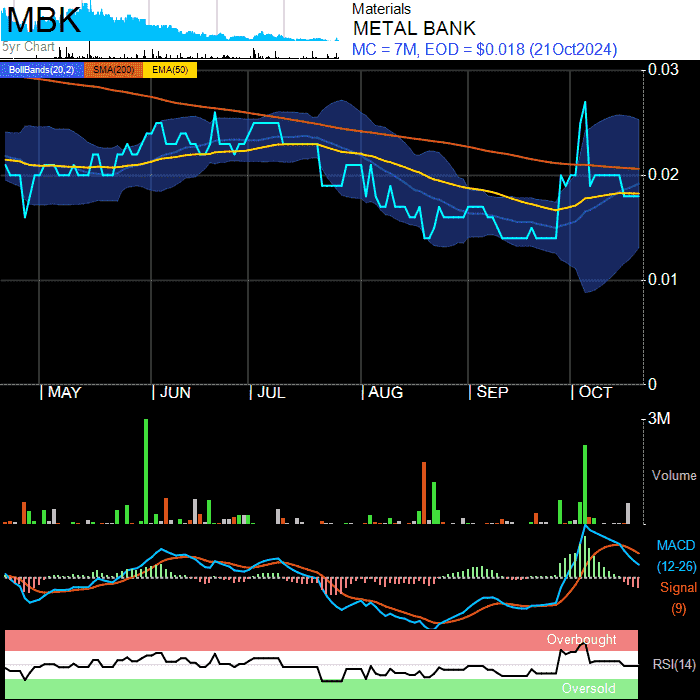 MBK
5yr Chart
Materials
METAL BANK
MC = 7M, EOD = $0.018 (21Oct2024)
BollBands(20,2) SMA(200) EMA(50)
0.03
0.02
0.01
0
MAY JUN JUL AUG SEP OCT
3M
Volume
MACD
(12-26)
Signal
(9)
Overbought
RSI(14)
Oversold